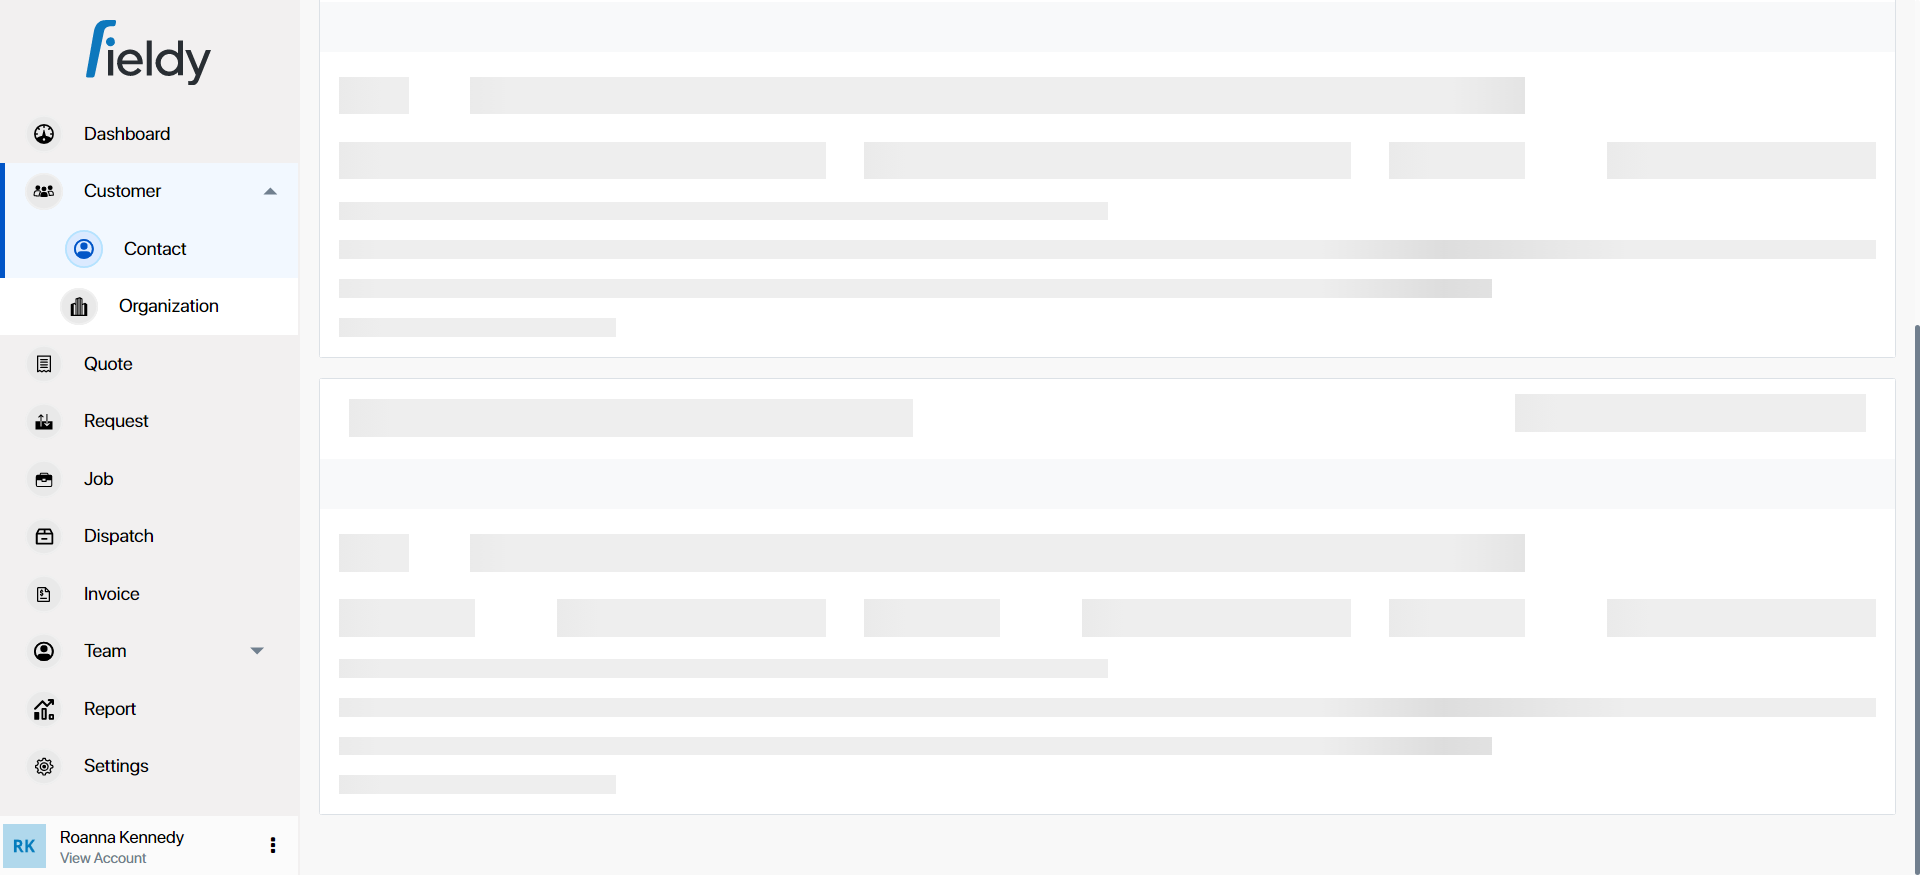 fieldy
Dashboard
Customer
Contact
Organization
Quote
Request
Job
Dispatch
Invoice
Team
Report
Settings
RK
Roanna Kennedy
View Account